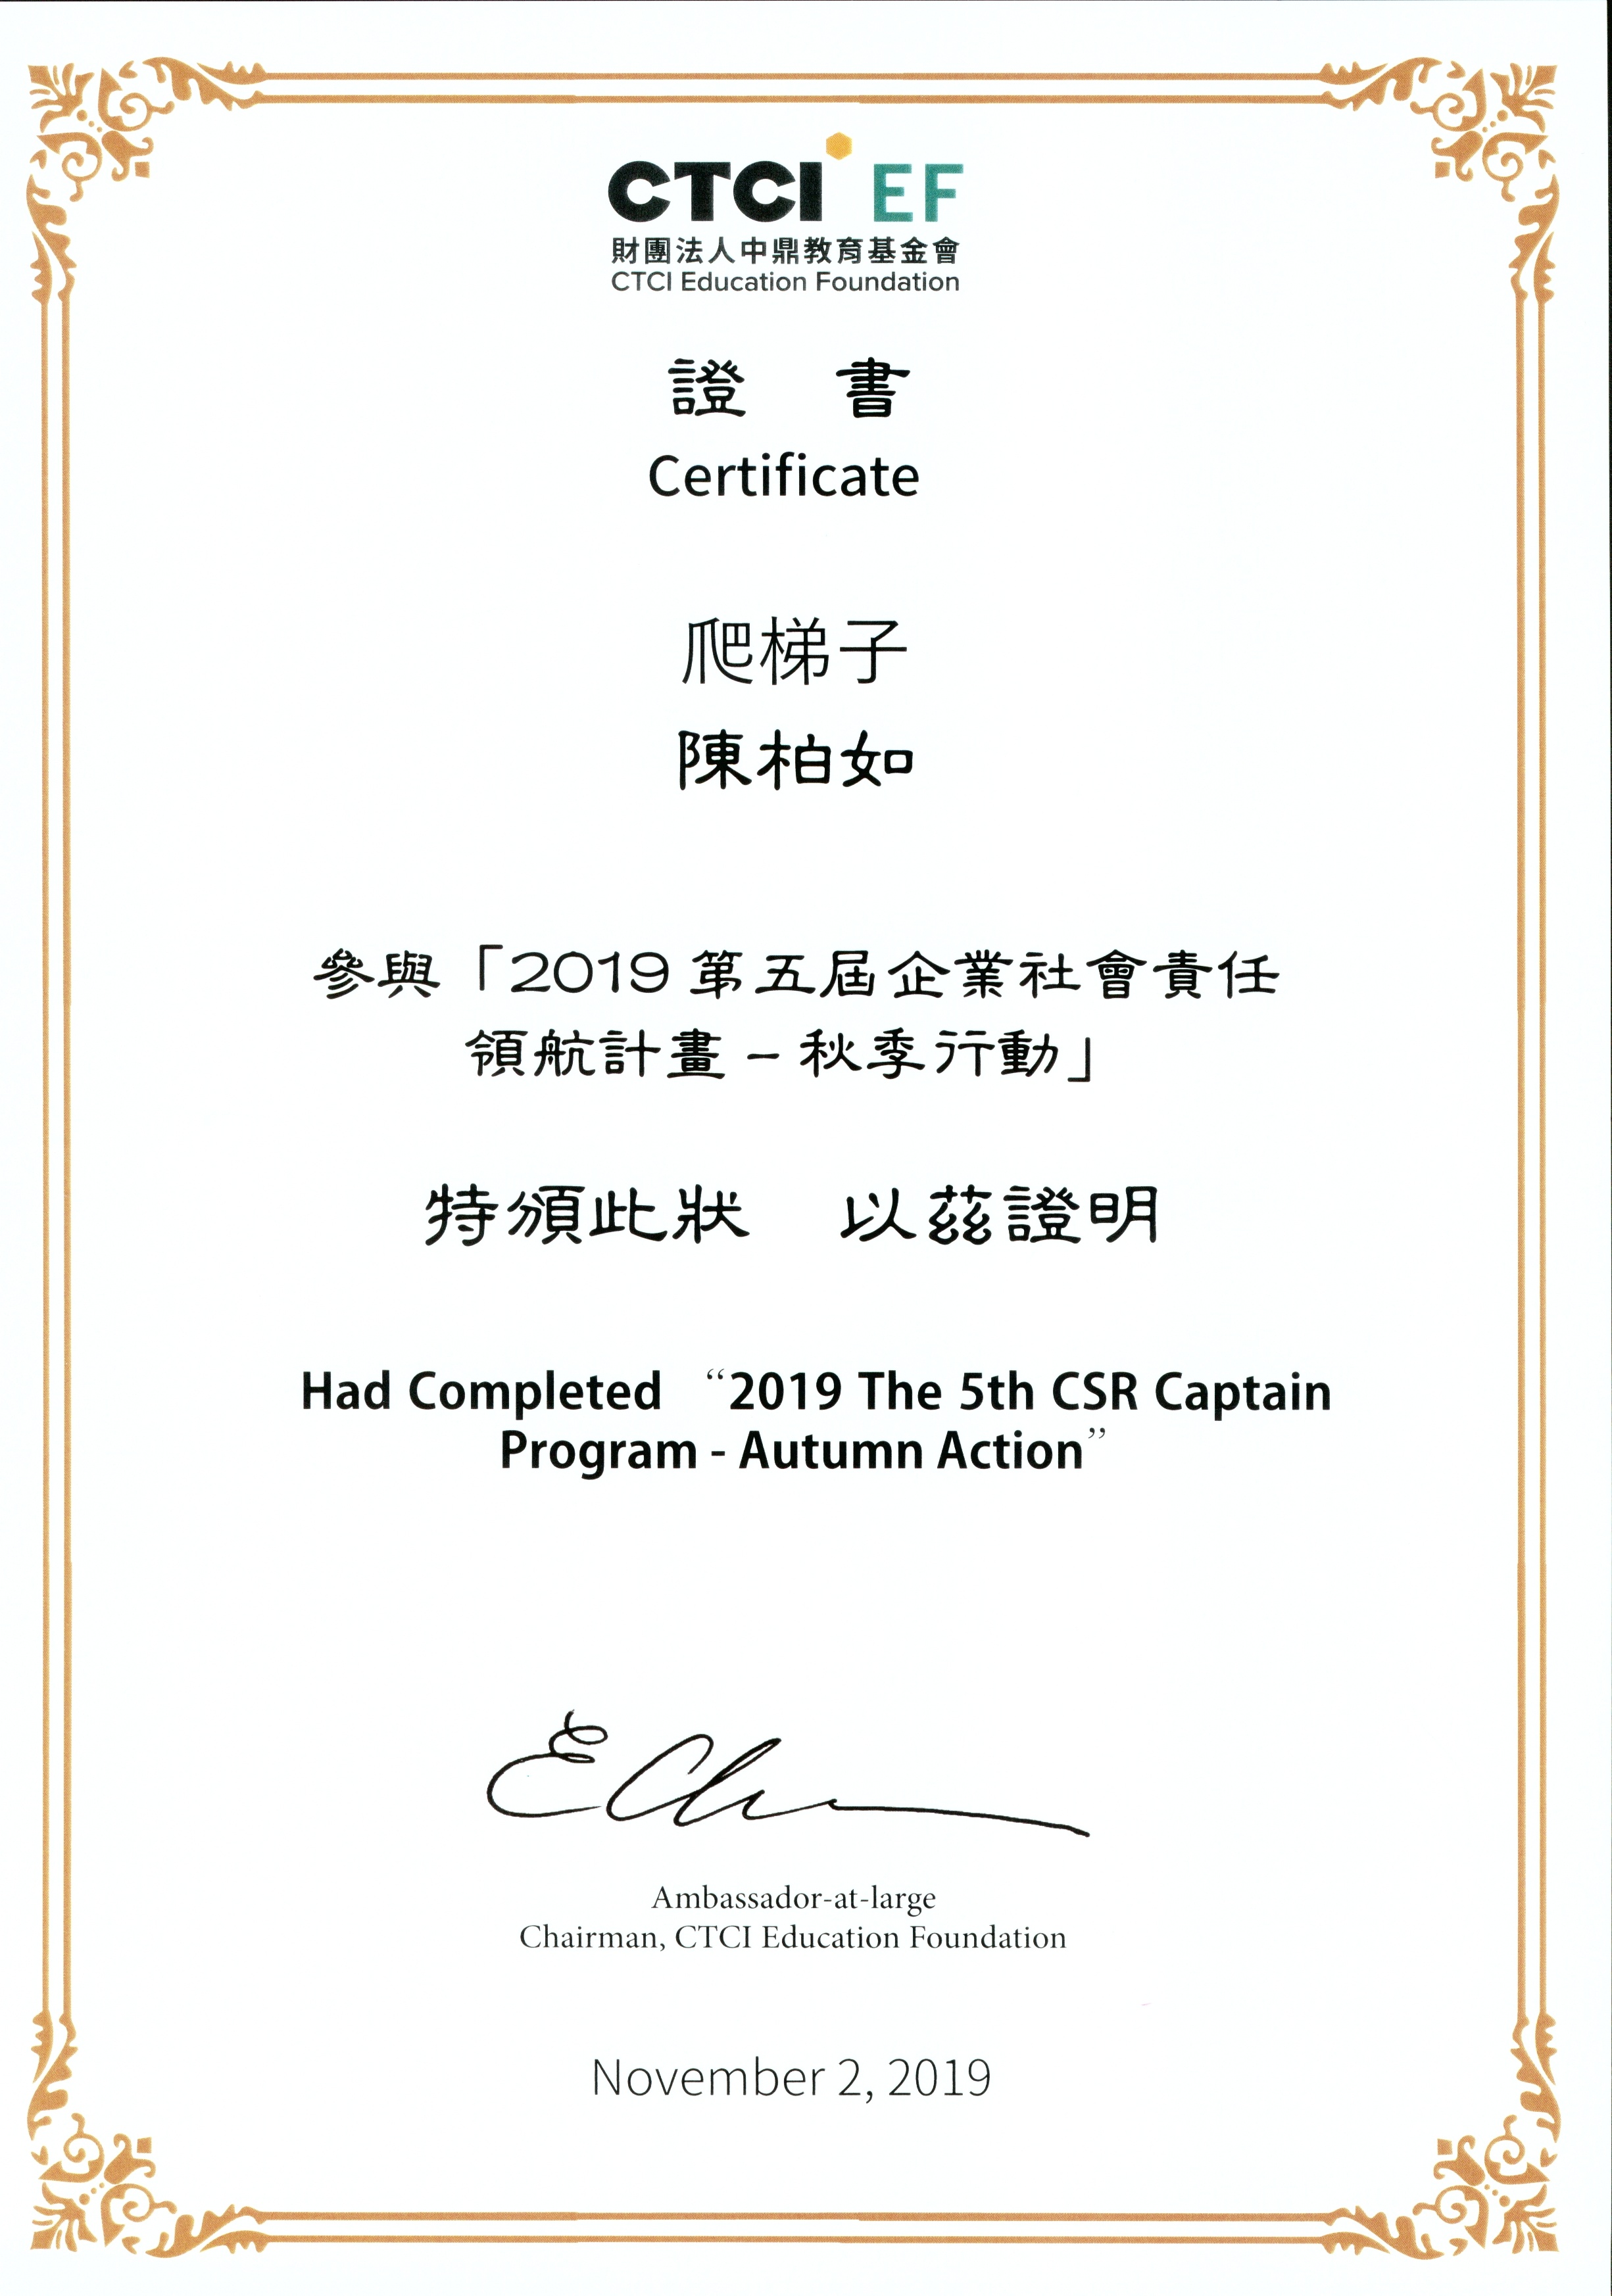 CTCI EF
財團法人中鼎教育基金會
CTCI Education Foundation
證 書
Certificate
爬梯子
陳柏如
參與「2019 第五屆企業社會責任
領航計畫 – 秋季行動」
特頒此狀 以茲證明
Had Completed “2019 The 5th CSR Captain
Program - Autumn Action”
Ambassador-at-large
Chairman, CTCI Education Foundation
November 2, 2019